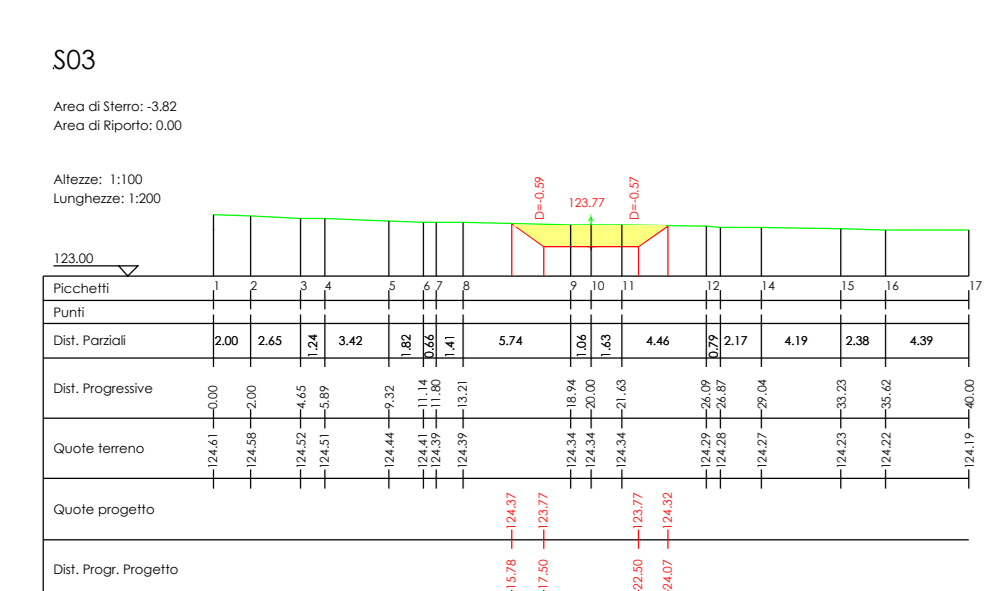 S03
Area di Sterro: -3.82
Area di Riporto: 0.00
Altezze: 1:100
Lunghezze: 1:200
D=-0.59 123.77 D=-0.57
123.00
Picchetti 1 2 3 4 5 6 7 8 9 10 11 12 14 15 16 17
Punti
Dist. Parziali 2.00 2.65 1.24 3.42 1.82 0.66 1.41 5.74 1.06 1.63 4.46 0.79 2.17 4.19 2.38 4.39
Dist. Progressive 0.00 2.00 4.65 5.89 9.32 11.14 11.80 13.21 18.94 20.00 21.63 26.09 26.87 29.04 33.23 35.62 40.00
Quote terreno 124.61 124.58 124.52 124.51 124.44 124.41 124.39 124.39 124.34 124.34 124.34 124.29 124.28 124.27 124.23 124.22 124.19
Quote progetto 124.37 123.77 123.77 124.32
Dist. Progr. Progetto 15.78 17.50 22.50 24.07